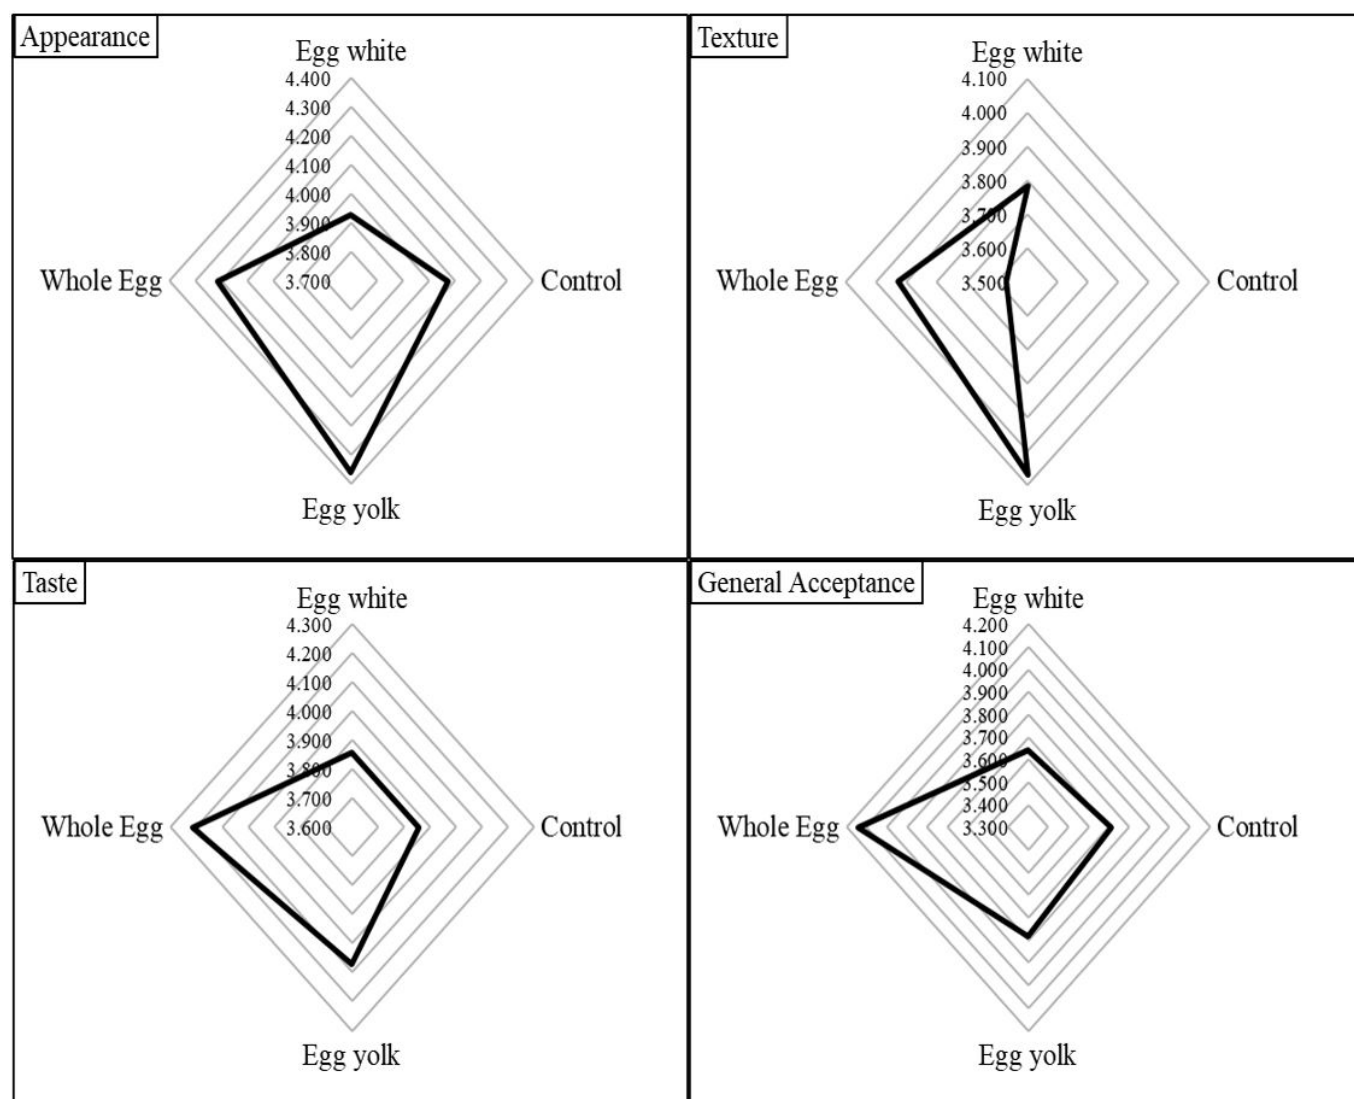 Appearance
Egg white
4.400
4.300
4.200
4.100
4.000
3.900
3.800
3.700
Whole Egg
Control
Egg yolk
Texture
Egg white
4.100
4.000
3.900
3.800
3.700
3.600
3.500
Whole Egg
Control
Egg yolk
Taste
Egg white
4.300
4.200
4.100
4.000
3.900
3.800
3.700
3.600
Whole Egg
Control
Egg yolk
General Acceptance
Egg white
4.200
4.100
4.000
3.900
3.800
3.700
3.600
3.500
3.400
3.300
Whole Egg
Control
Egg yolk